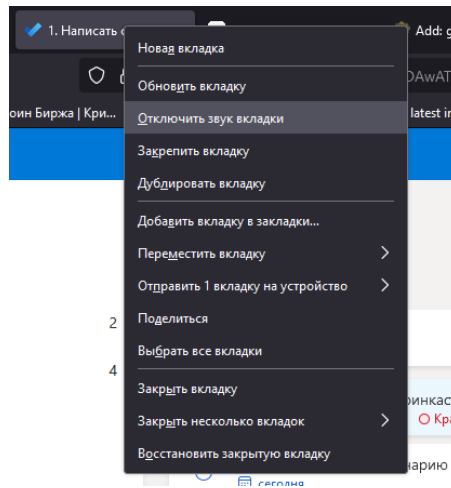 1. Написать
Add: g
DAwAT
оин Биржа | Кри...
latest in
Новая вкладка
Обновить вкладку
Отключить звук вкладки
Закрепить вкладку
Дублировать вкладку
Добавить вкладку в закладки...
Переместить вкладку
Отправить 1 вкладку на устройство
Поделиться
Выбрать все вкладки
Закрыть вкладку
Закрыть несколько вкладок
Восстановить закрытую вкладку
2
4
ринкас
Кра
нарию
сегодня